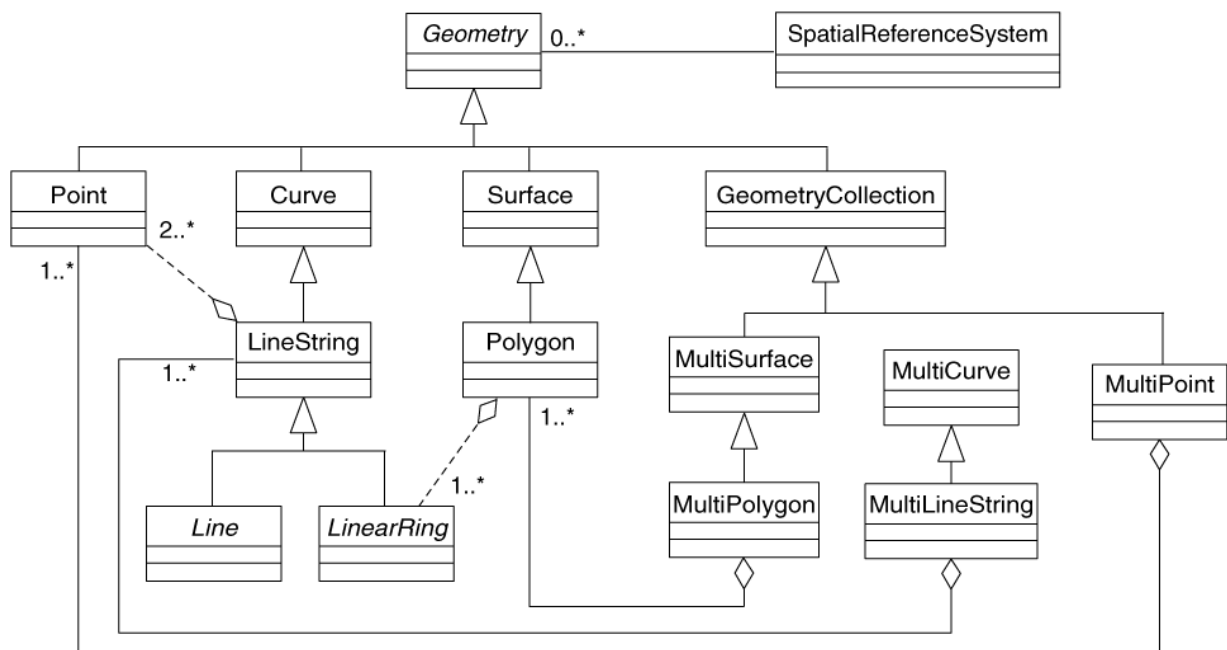 Geometry
0..*
SpatialReferenceSystem
Point
Curve
Surface
GeometryCollection
2..*
1..*
LineString
Polygon
MultiSurface
MultiCurve
MultiPoint
1..*
1..*
1..*
MultiPolygon
MultiLineString
Line
LinearRing